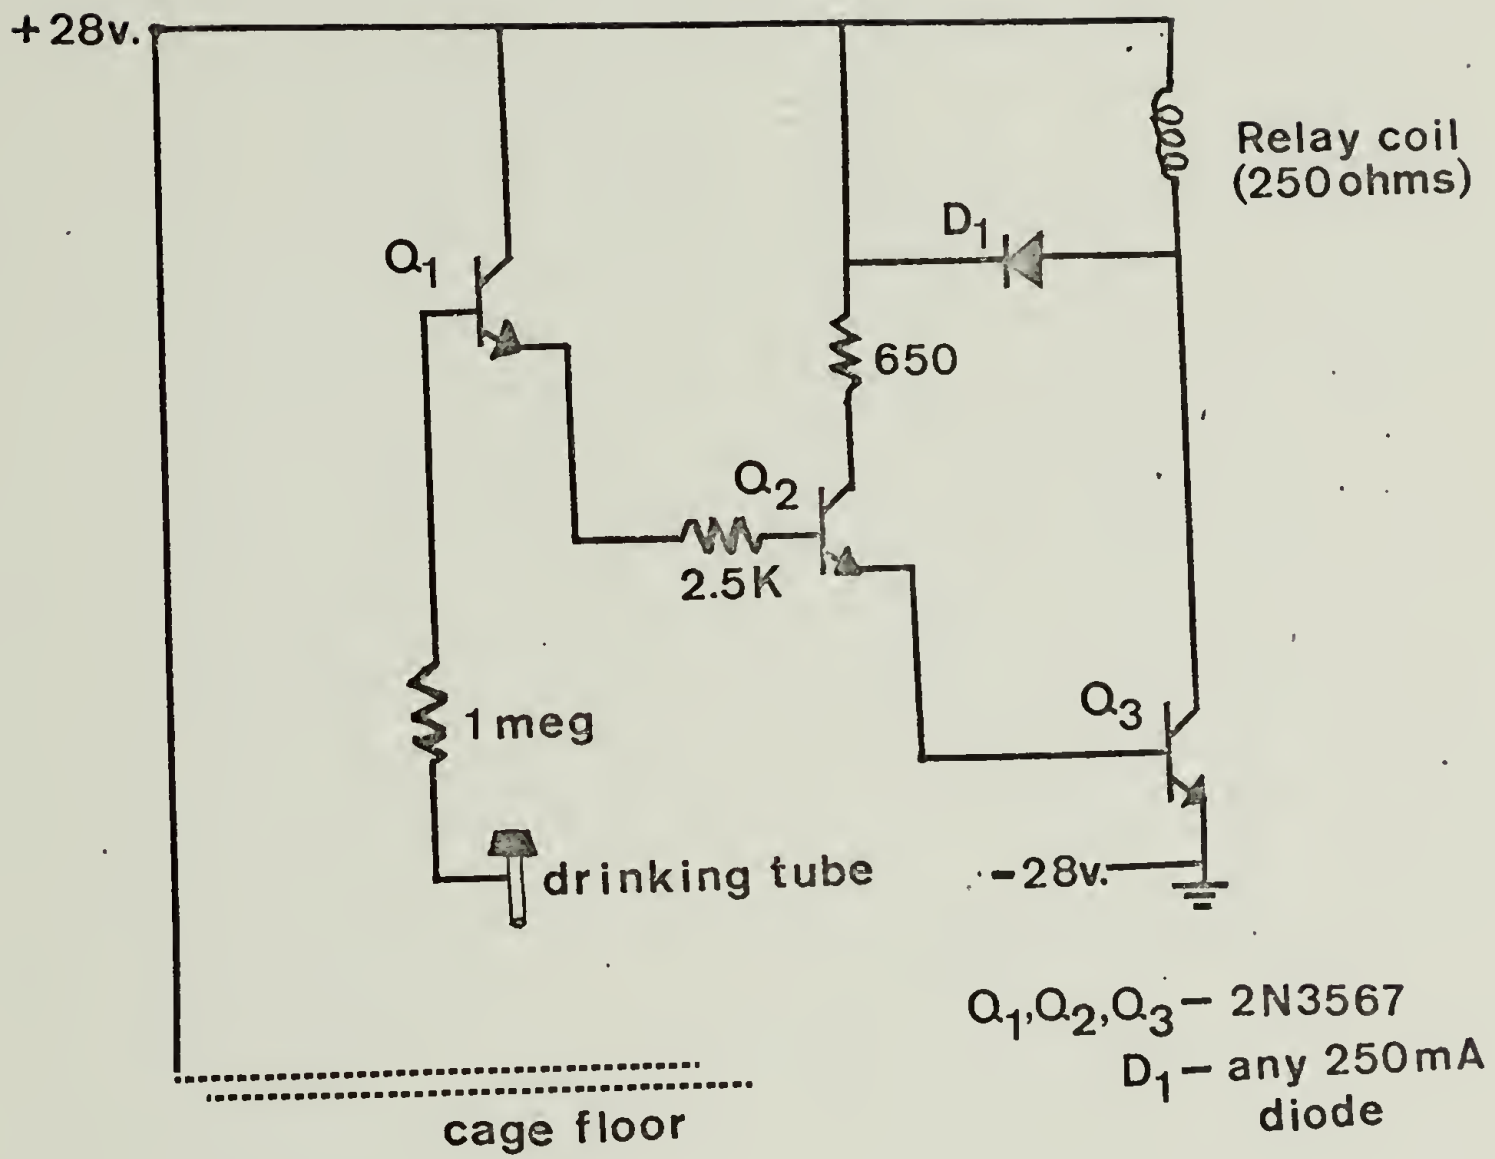 +28v.
Relay coil
(250 ohms)
D1
Q1
650
Q2
2.5K
Q3
1 meg
drinking tube
-28v.
Q1,Q2,Q3 — 2N3567
D1 — any 250mA
diode
cage floor